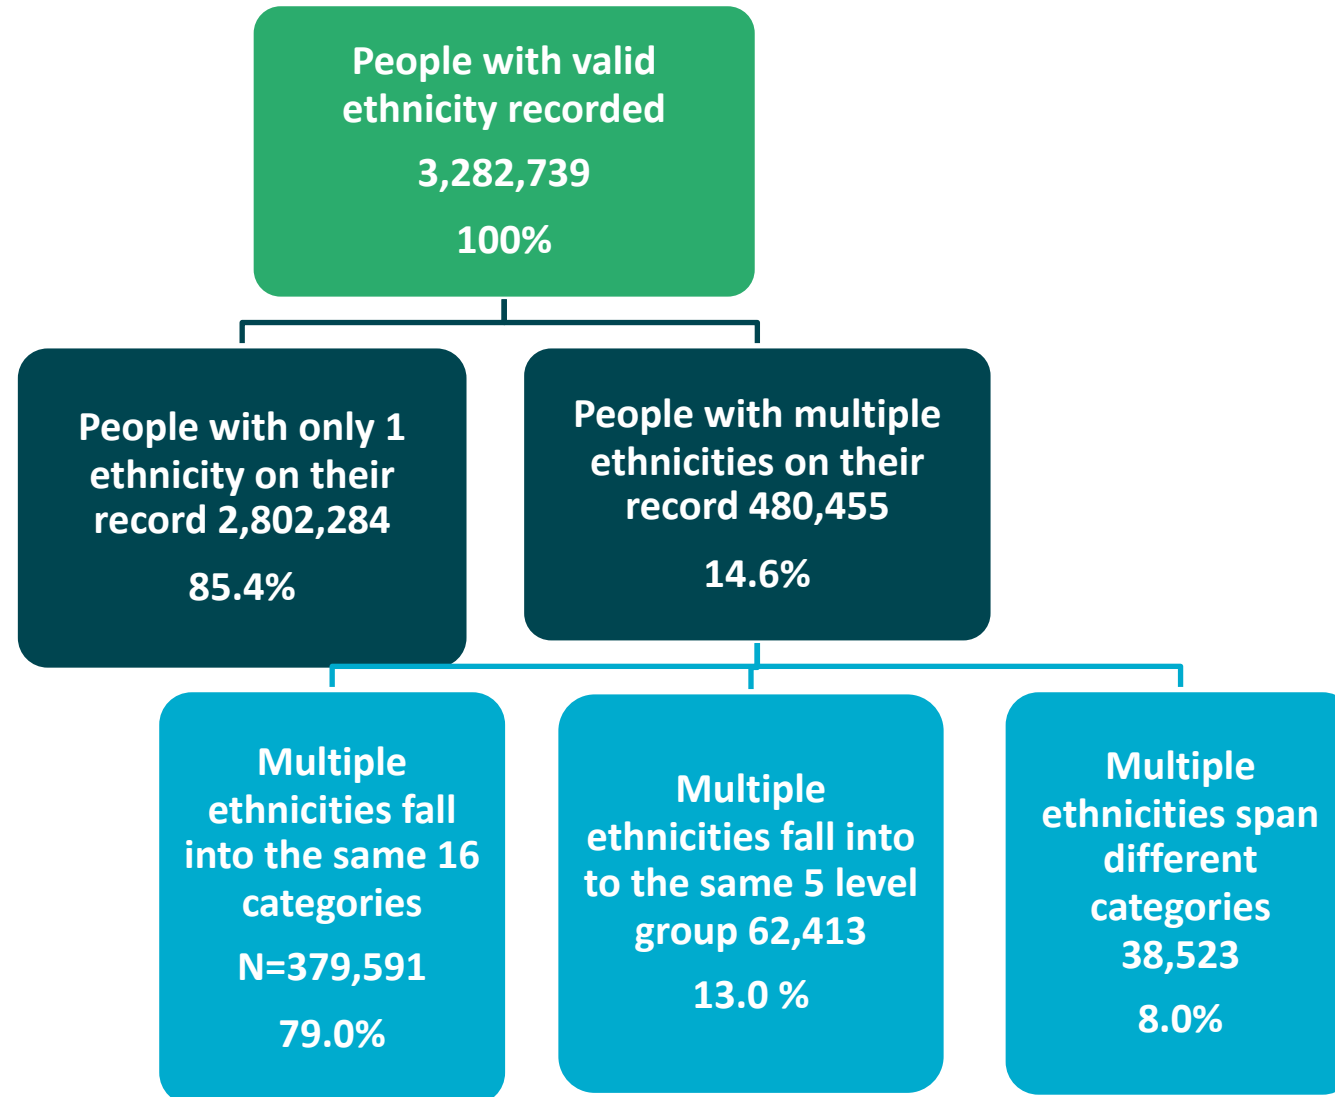 People with valid
ethnicity recorded
3,282,739
100%
People with only 1
ethnicity on their
record 2,802,284
85.4%
People with multiple
ethnicities on their
record 480,455
14.6%
Multiple
ethnicities fall
into the same 16
categories
N=379,591
79.0%
Multiple
ethnicities fall into
to the same 5 level
group 62,413
13.0 %
Multiple
ethnicities span
different
categories
38,523
8.0%